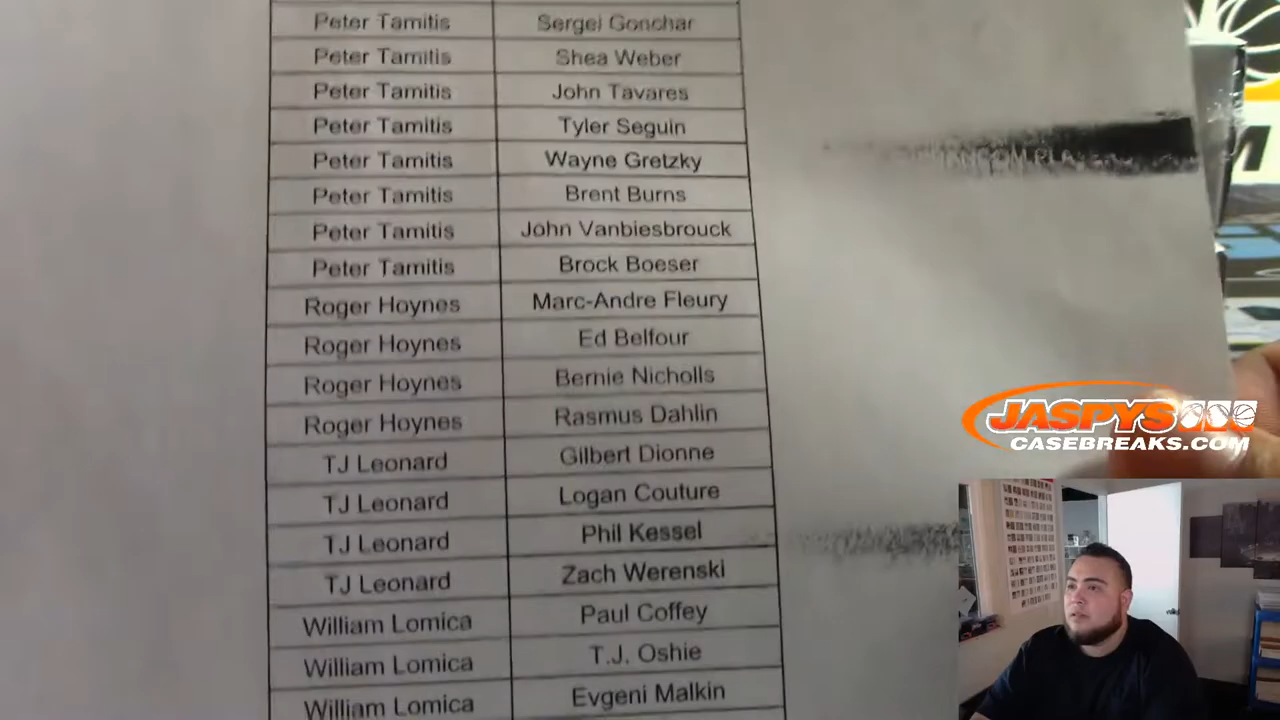 Peter Tamitis Sergei Gonchar
Peter Tamitis Shea Weber
Peter Tamitis John Tavares
Peter Tamitis Tyler Seguin
Peter Tamitis Wayne Gretzky
Peter Tamitis Brent Burns
Peter Tamitis John Vanbiesbrouck
Peter Tamitis Brock Boeser
Roger Hoynes Marc-Andre Fleury
Roger Hoynes Ed Belfour
Roger Hoynes Bernie Nicholls
Roger Hoynes Rasmus Dahlin
TJ Leonard Gilbert Dionne
TJ Leonard Logan Couture
TJ Leonard Phil Kessel
TJ Leonard Zach Werenski
William Lomica Paul Coffey
William Lomica T.J. Oshie
William Lomica Evgeni Malkin
JASPYS
CASEBREAKS.COM